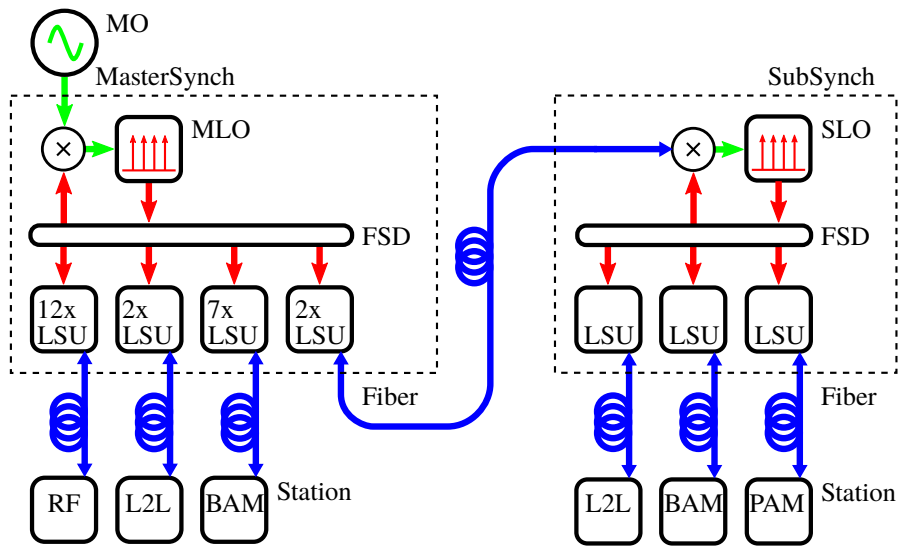 MO
MasterSynch
SubSynch
MLO
SLO
×
×
FSD
FSD
12x
LSU
2x
LSU
7x
LSU
2x
LSU
LSU
LSU
LSU
Fiber
Fiber
RF
L2L
BAM
Station
L2L
BAM
PAM
Station